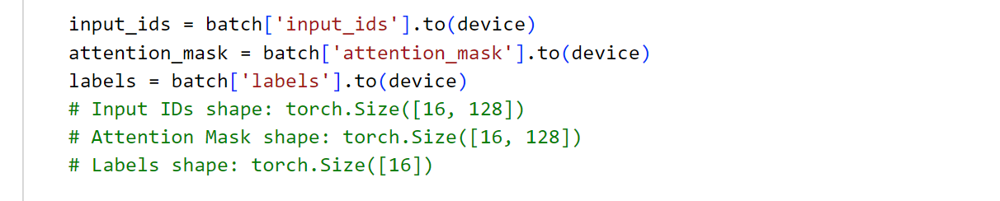 input_ids = batch['input_ids'].to(device)
attention_mask = batch['attention_mask'].to(device)
labels = batch['labels'].to(device)
# Input IDs shape: torch.Size([16, 128])
# Attention Mask shape: torch.Size([16, 128])
# Labels shape: torch.Size([16])